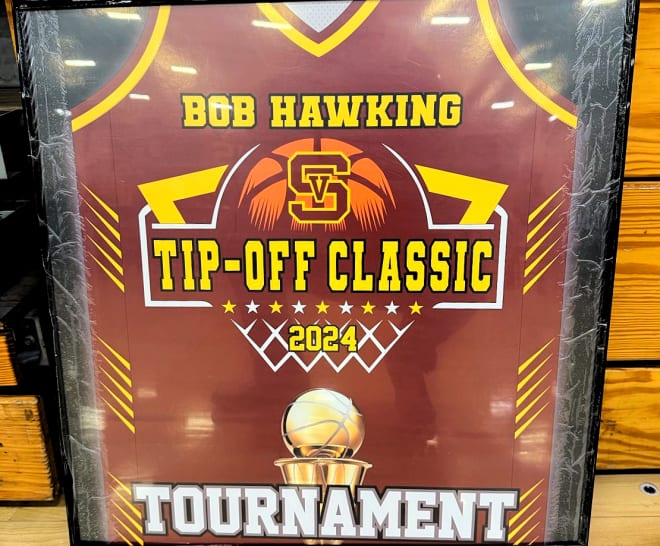 BOB HAWKING
SV
TIP-OFF CLASSIC
2024
TOURNAMENT